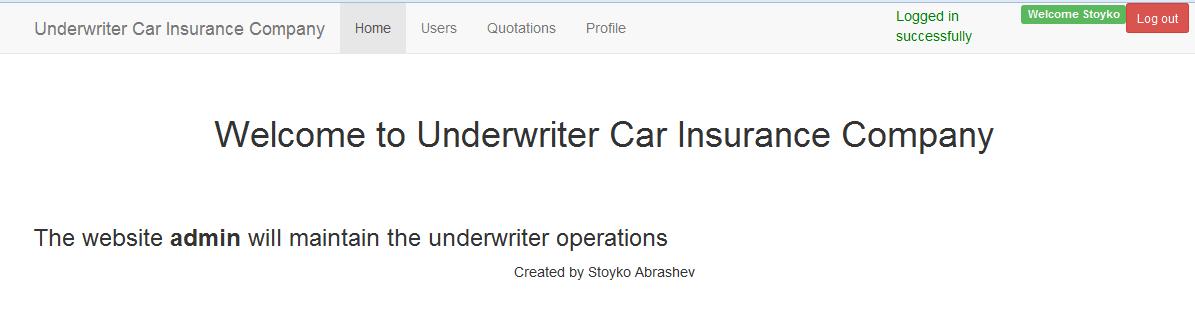 Underwriter Car Insurance Company Home Users Quotations Profile Logged in successfully Welcome Stoyko Log out
Welcome to Underwriter Car Insurance Company
The website admin will maintain the underwriter operations
Created by Stoyko Abrashev